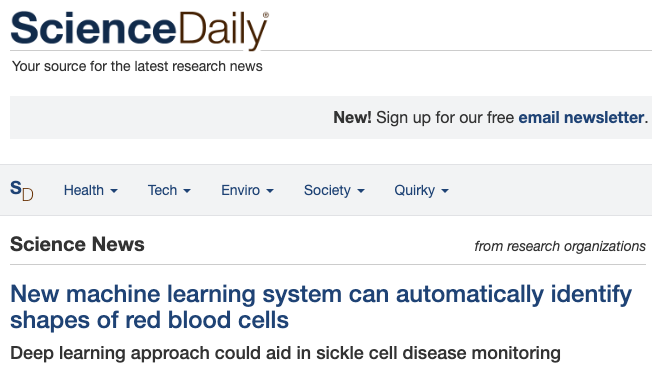 ScienceDaily®
Your source for the latest research news
New! Sign up for our free email newsletter.
SD Health Tech Enviro Society Quirky
Science News from research organizations
New machine learning system can automatically identify
shapes of red blood cells
Deep learning approach could aid in sickle cell disease monitoring